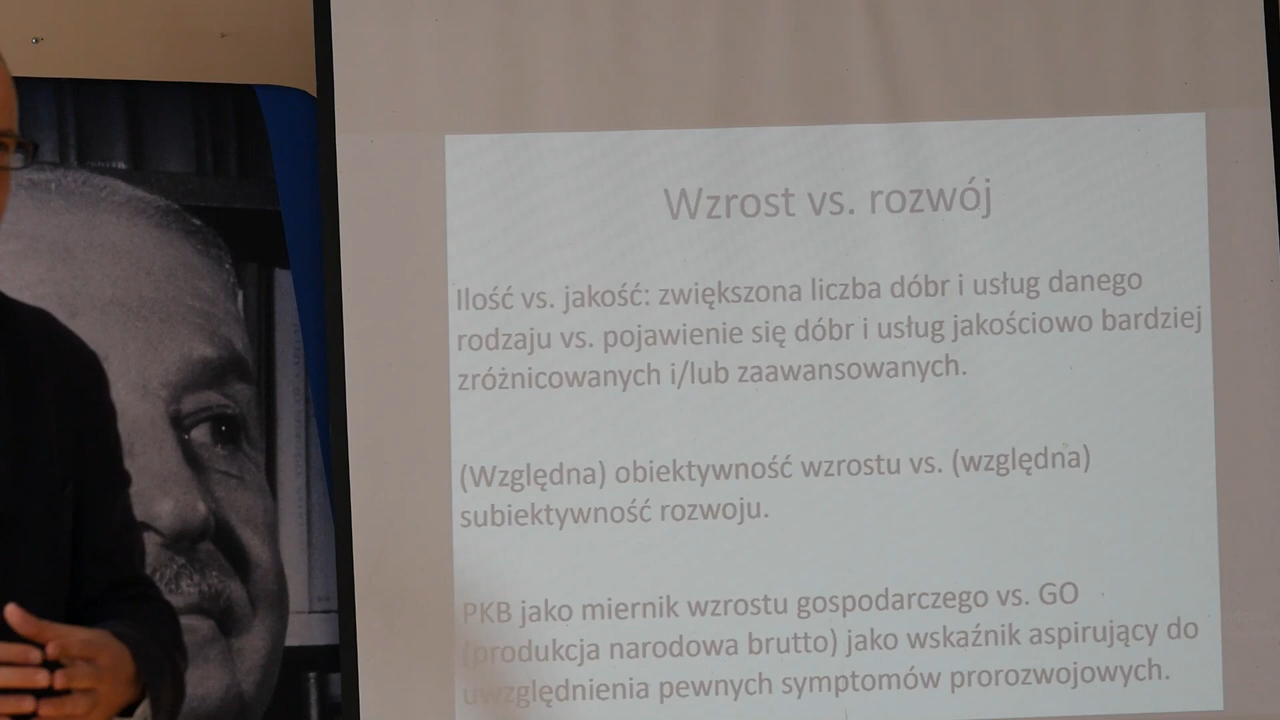 Wzrost vs. rozwój
Ilość vs. jakość: zwiększona liczba dóbr i usług danego
rodzaju vs. pojawienie się dóbr i usług jakościowo bardziej
zróżnicowanych i/lub zaawansowanych.
(Względna) obiektywność wzrostu vs. (względna)
subiektywność rozwoju.
PKB jako miernik wzrostu gospodarczego vs. GO
(produkcja narodowa brutto) jako wskaźnik aspirujący do
uwzględnienia pewnych symptomów prorozwojowych.